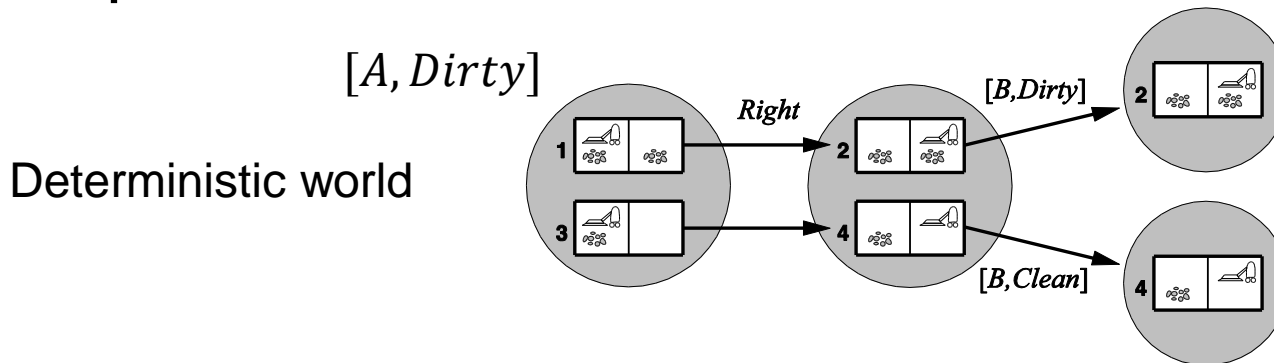 [A, Dirty]
Deterministic world
Right
[B,Dirty]
[B,Clean]
1
3
2
4
2
4